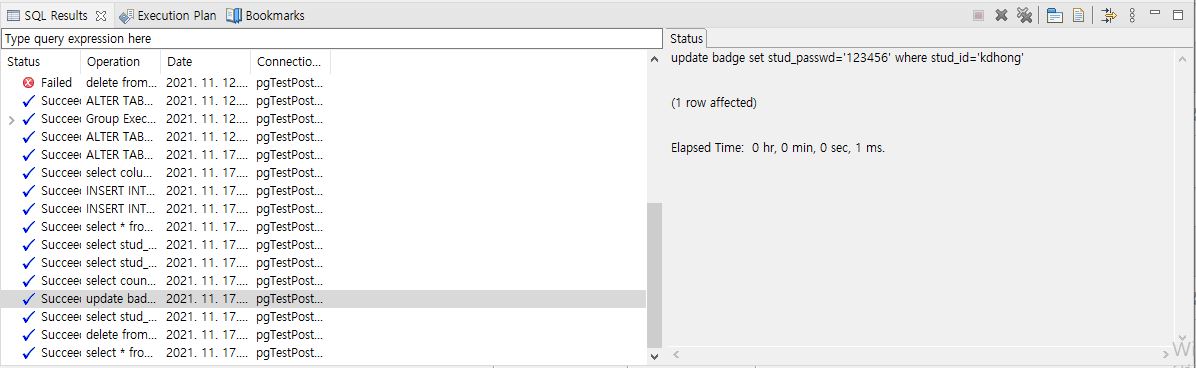 SQL Results Execution Plan Bookmarks
Type query expression here
Status Operation Date Connectio...
Failed delete from... 2021. 11. 12.... pgTestPost...
Succee ALTER TAB... 2021. 11. 12.... pgTestPost...
Succee Group Exec... 2021. 11. 12.... pgTestPost...
Succee ALTER TAB... 2021. 11. 12.... pgTestPost...
Succee ALTER TAB... 2021. 11. 17.... pgTestPost...
Succee select colu... 2021. 11. 17.... pgTestPost...
Succee INSERT INT... 2021. 11. 17.... pgTestPost...
Succee INSERT INT... 2021. 11. 17.... pgTestPost...
Succee select * fro... 2021. 11. 17.... pgTestPost...
Succee select stud_... 2021. 11. 17.... pgTestPost...
Succee select stud_... 2021. 11. 17.... pgTestPost...
Succee select coun... 2021. 11. 17.... pgTestPost...
Succee update bad... 2021. 11. 17.... pgTestPost...
Succee select stud_... 2021. 11. 17.... pgTestPost...
Succee delete from... 2021. 11. 17.... pgTestPost...
Succee select * fro... 2021. 11. 17.... pgTestPost...
Status
update badge set stud_passwd='123456' where stud_id='kdhong'
(1 row affected)
Elapsed Time: 0 hr, 0 min, 0 sec, 1 ms.